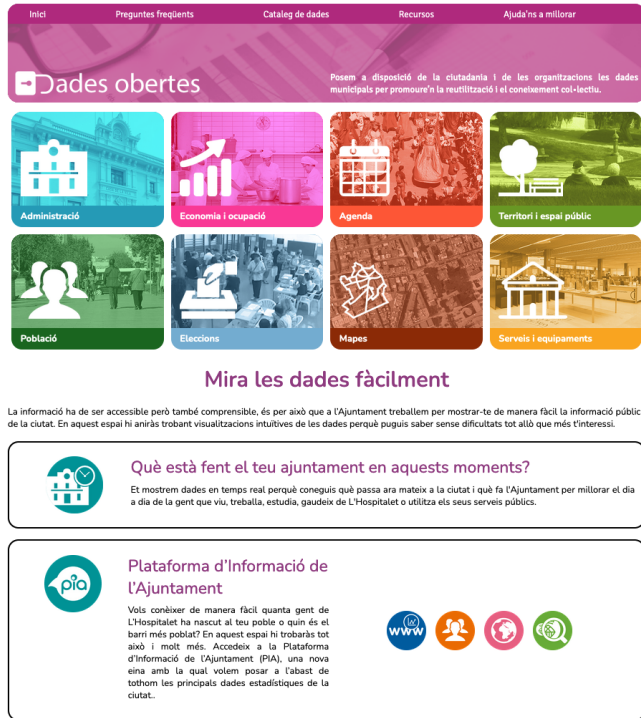 Inici Preguntes freqüents Cataleg de dades Recursos Ajuda'ns a millorar
Dades obertes
Posem a disposició de la ciutadania i de les organitzacions les dades
municipals per promoure'n la reutilització i el coneixement col·lectiu.
Administració Economia i ocupació Agenda Territori i espai públic
Població Eleccions Mapes Serveis i equipaments
Mira les dades fàcilment
La informació ha de ser accessible però també comprensible, és per això que a l'Ajuntament treballem per mostrar-te de manera fàcil la informació públic
de la ciutat. En aquest espai hi aniràs trobant visualitzacions intuïtives de les dades perquè puguis saber sense dificultats tot allò que més t'interessi.
Què està fent el teu ajuntament en aquests moments?
Et mostrem dades en temps real perquè coneguis què passa ara mateix a la ciutat i què fa l'Ajuntament per millorar el dia
a dia de la gent que viu, treballa, estudia, gaudeix de L'Hospitalet o utilitza els seus serveis públics.
pia
Plataforma d'Informació de
l'Ajuntament
Vols conèixer de manera fàcil quanta gent de
L'Hospitalet ha nascut al teu poble o quin és el
barri més poblat? En aquest espai hi trobaràs tot
això i molt més. Accedeix a la Plataforma
d'Informació de l'Ajuntament (PIA), una nova
eina amb la qual volem posar a l'abast de
tothom les principals dades estadístiques de la
ciutat..
www